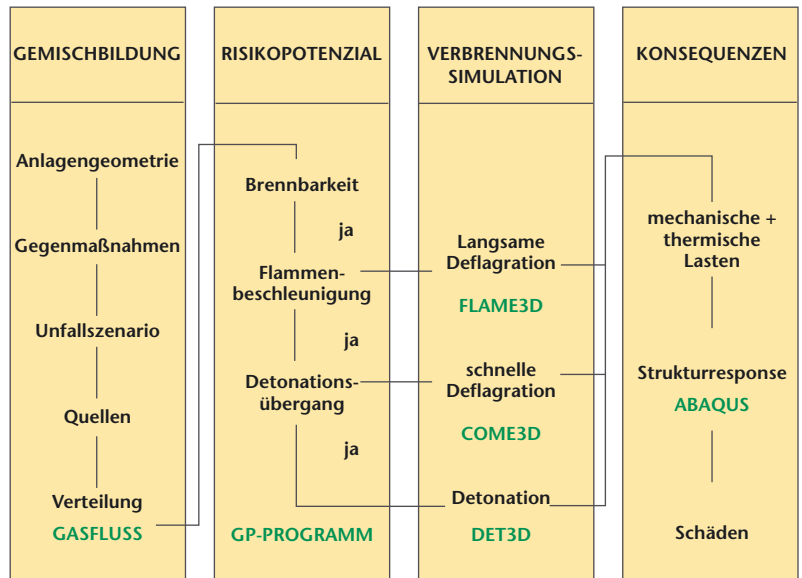 GEMISCHBILDUNG
Anlagengeometrie
Gegenmaßnahmen
Unfallszenario
Quellen
Verteilung
GASFLUSS
RISIKOPOTENZIAL
Brennbarkeit
ja
Flammen-
beschleunigung
ja
Detonations-
übergang
ja
GP-PROGRAMM
VERBRENNUNGS-
SIMULATION
Langsame
Deflagration
FLAME3D
schnelle
Deflagration
COME3D
Detonation
DET3D
KONSEQUENZEN
mechanische +
thermische
Lasten
Strukturresponse
ABAQUS
Schäden